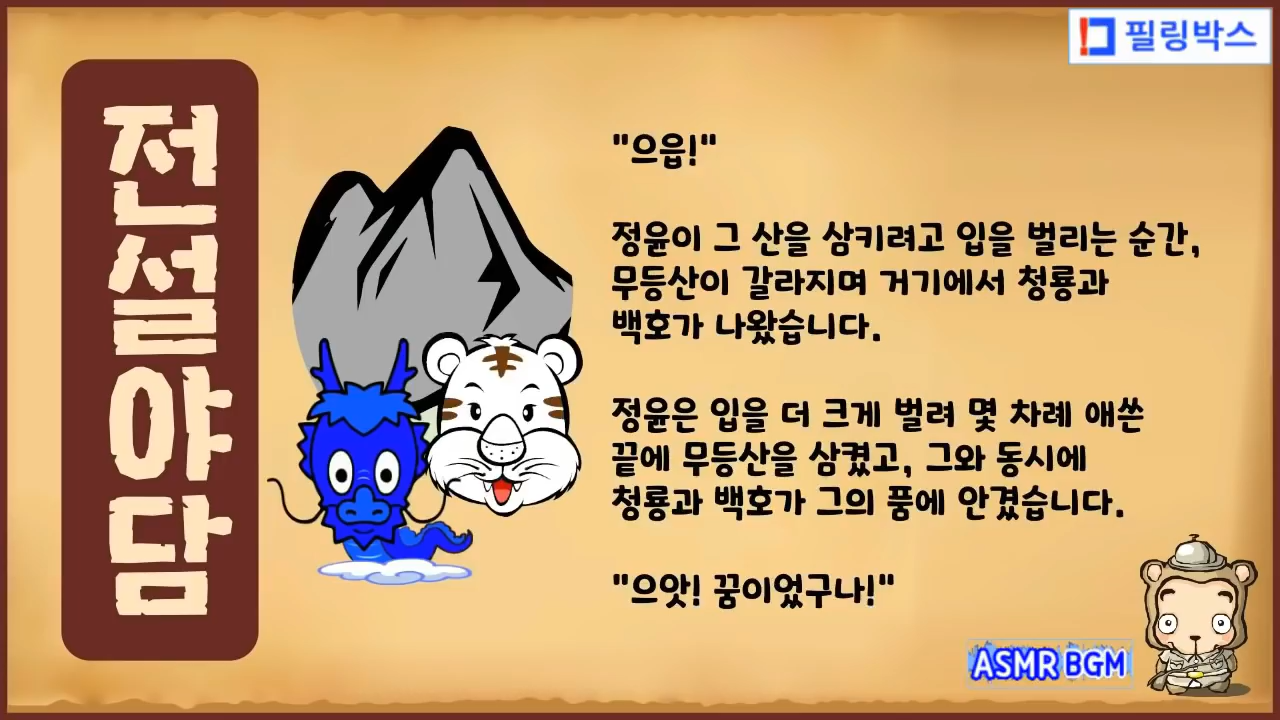 필링박스
전설야담
"으읍!"
정윤이 그 산을 삼키려고 입을 벌리는 순간,
무등산이 갈라지며 거기에서 청룡과
백호가 나왔습니다.
정윤은 입을 더 크게 벌려 몇 차례 애쓴
끝에 무등산을 삼켰고, 그와 동시에
청룡과 백호가 그의 품에 안겼습니다.
"으앗! 꿈이었구나!"
ASMR BGM